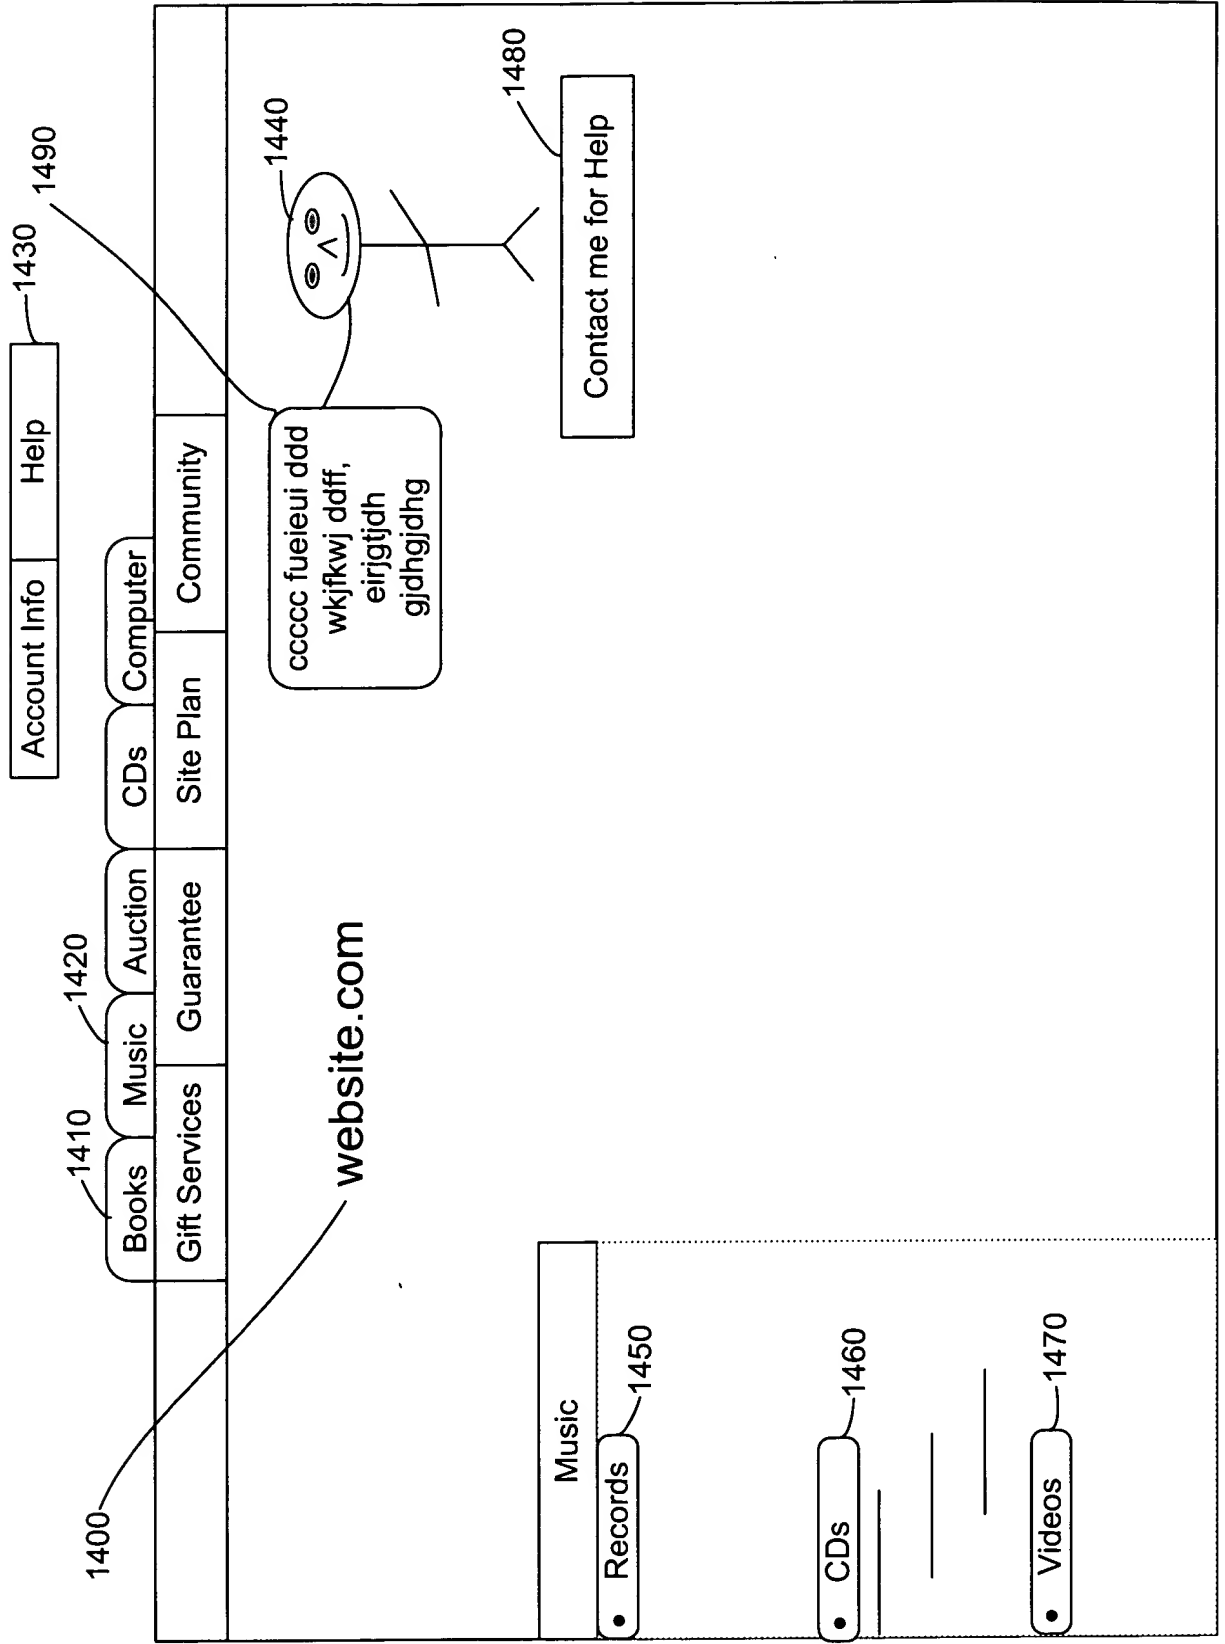 1430
Account Info Help
1490
1410
1420
Books Music Auction CDs Computer
Gift Services Guarantee Site Plan Community
1400
website.com
1440
ccccc fueieui ddd
wkjfkwj ddff,
eirjgtjdh
gjdhgjdhg
1480
Contact me for Help
Music
• Records
1450
• CDs
1460
• Videos
1470